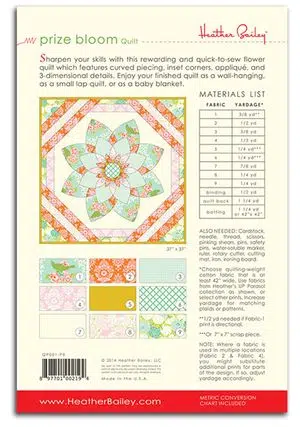 my prize bloom Quilt
Heather Bailey
Sharpen your skills with this rewarding and quick-to-sew flower
quilt which features curved piecing, inset corners, appliqué, and
3-dimensional details. Enjoy your finished quilt as a wall-hanging,
as a small lap quilt, or as a baby blanket.
MATERIALS LIST
FABRIC YARDAGE*
1 3/8 yd**
2 1/2 yd
3 1/2 yd
4 1/4 yd***
5 1/4 yd***
6
7
8 1/4 yd
9 1/4 yd
binding 1/2 yd
quilt back 1 1/4 yd
batting 1 1/4 yd
or 42"x 42"
37" x 37"
1
2
3
4
5
6
7
8
9
ALSO NEEDED: Cardstock,
needle, thread, scissors,
pinking shears, pins, safety
pins, water-soluble marker,
ruler, rotary cutter, cutting
mat, iron, ironing board
*Choose quilting-weight
cotton fabric that is at
least 42" wide. Use fabrics
from Heather's UP Parasol
collection as shown, or
select other prints. Increase
yardage for matching
plaids or patterns.
**1/2 yd needed if Fabric-1
print is directional.
***Or 7" x 7" scrap piece.
NOTE: Where a fabric is
used in multiple locations
(Fabric 2 & Fabric 4),
you might substitute
additional prints for parts of
the design. If so, adjust
yardage accordingly.
QP001-PB
8 97701 00219 4
© 2014 Heather Bailey, LLC
All rights reserved.
Made in the U.S.A.
www.HeatherBailey.com
METRIC CONVERSION
CHART INCLUDED